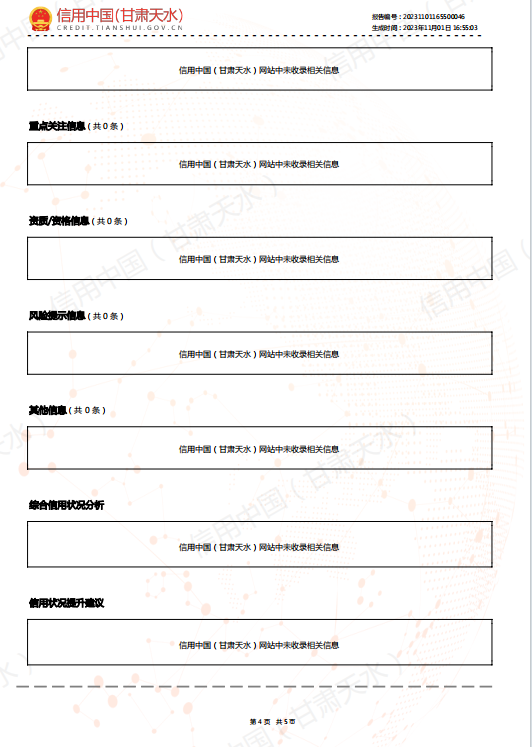 信用中国(甘肃天水)
CREDIT.TIANSHUI.GOV.CN
报告编号：20231101165500046
生成时间：2023年11月01日 16:55:03
信用中国（甘肃天水）网站中未收录相关信息
重点关注信息（共 0 条）
信用中国（甘肃天水）网站中未收录相关信息
资质/资格信息（共 0 条）
信用中国（甘肃天水）网站中未收录相关信息
风险提示信息（共 0 条）
信用中国（甘肃天水）网站中未收录相关信息
其他信息（共 0 条）
信用中国（甘肃天水）网站中未收录相关信息
综合信用状况分析
信用中国（甘肃天水）网站中未收录相关信息
信用状况提升建议
信用中国（甘肃天水）网站中未收录相关信息
第 4 页 共 5 页
信用中国（甘肃天水）